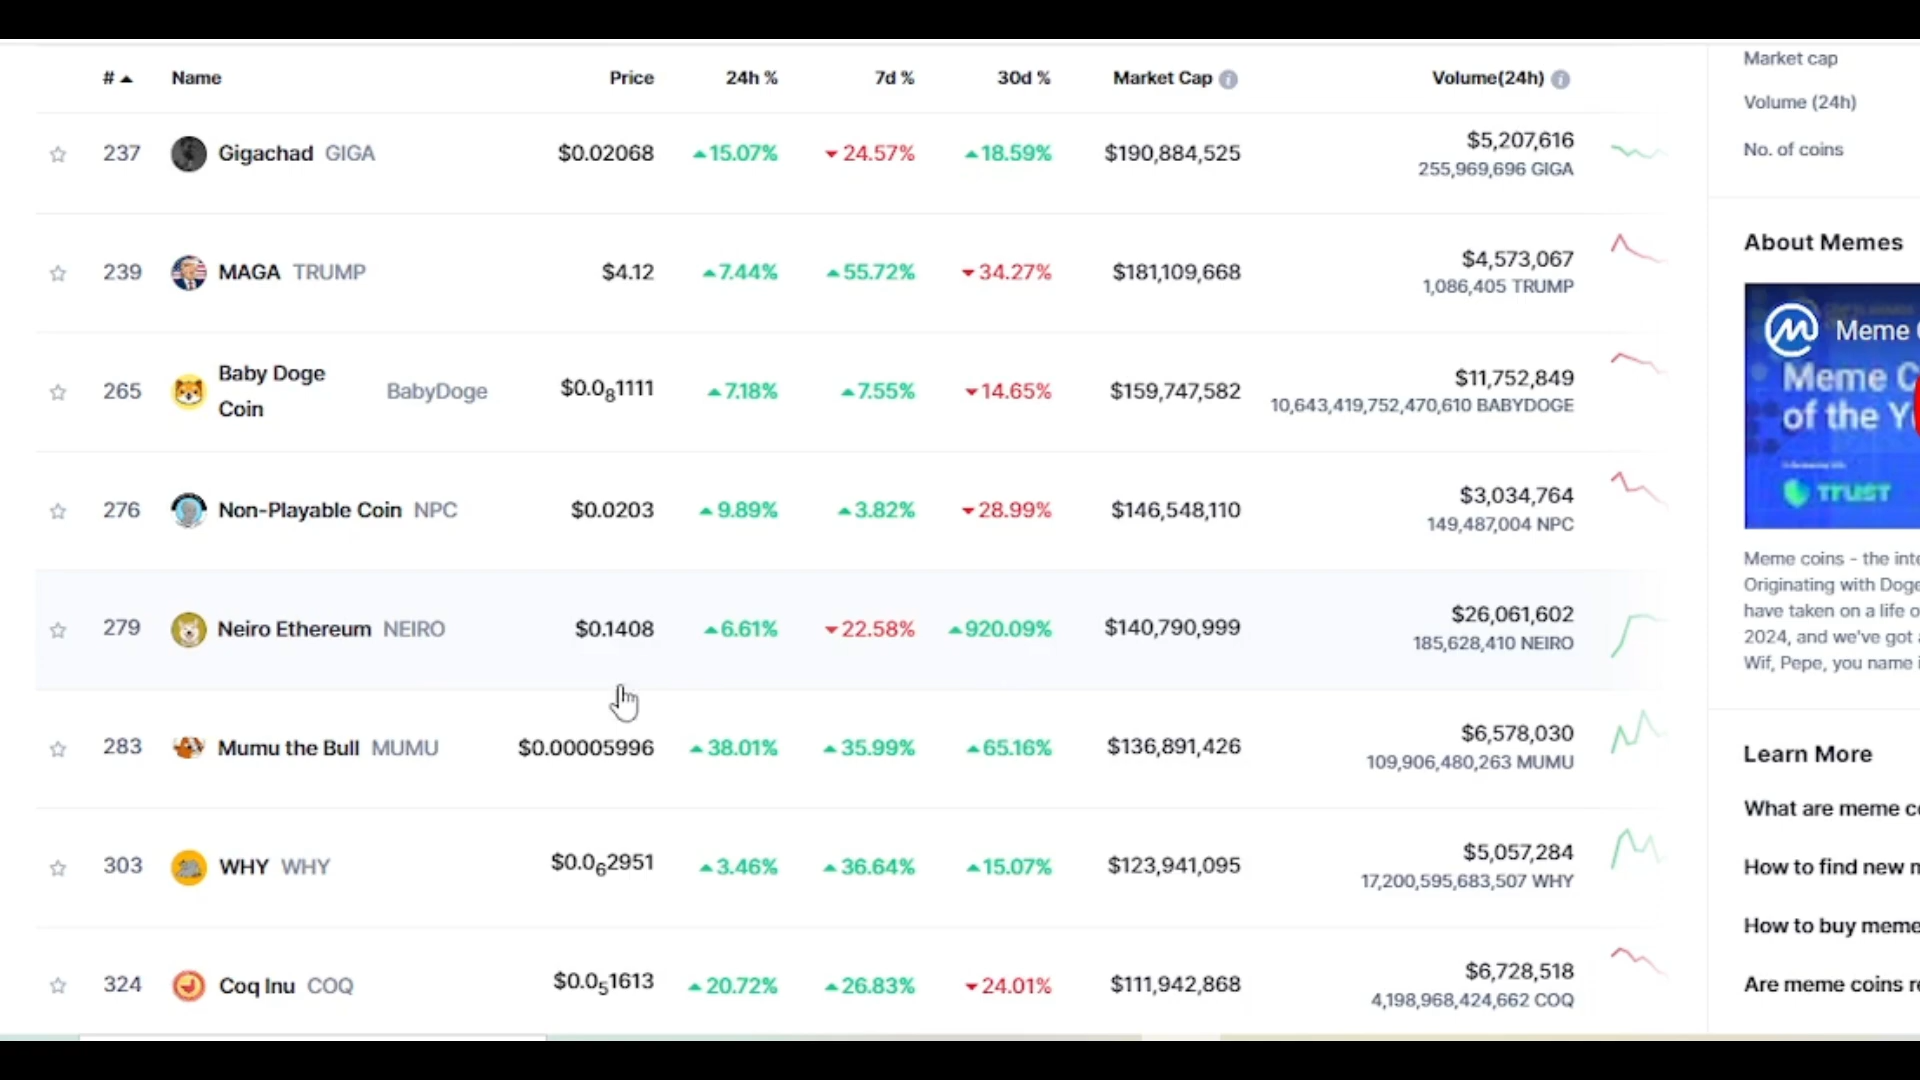 # Name Price 24h % 7d % 30d % Market Cap Volume(24h)
237 Gigachad GIGA $0.02068 15.07% 24.57% 18.59% $190,884,525 $5,207,616
255,969,696 GIGA
239 MAGA TRUMP $4.12 7.44% 55.72% 34.27% $181,109,668 $4,573,067
1,086,405 TRUMP
265 Baby Doge Coin BabyDoge $0.0₈1111 7.18% 7.55% 14.65% $159,747,582 $11,752,849
10,643,419,752,470,610 BABYDOGE
276 Non-Playable Coin NPC $0.0203 9.89% 3.82% 28.99% $146,548,110 $3,034,764
149,487,004 NPC
279 Neiro Ethereum NEIRO $0.1408 6.61% 22.58% 920.09% $140,790,999 $26,061,602
185,628,410 NEIRO
283 Mumu the Bull MUMU $0.00005996 38.01% 35.99% 65.16% $136,891,426 $6,578,030
109,906,480,263 MUMU
303 WHY WHY $0.0₆2951 3.46% 36.64% 15.07% $123,941,095 $5,057,284
17,200,595,683,507 WHY
324 Coq Inu COQ $0.0₅1613 20.72% 26.83% 24.01% $111,942,868 $6,728,518
4,198,968,424,662 COQ
Market cap
Volume (24h)
No. of coins
About Memes
Meme
Meme C
of the Y
TRUST
Meme coins - the inte
Originating with Doge
have taken on a life o
2024, and we've got
Wif, Pepe, you name i
Learn More
What are meme c
How to find new
How to buy meme
Are meme coins r